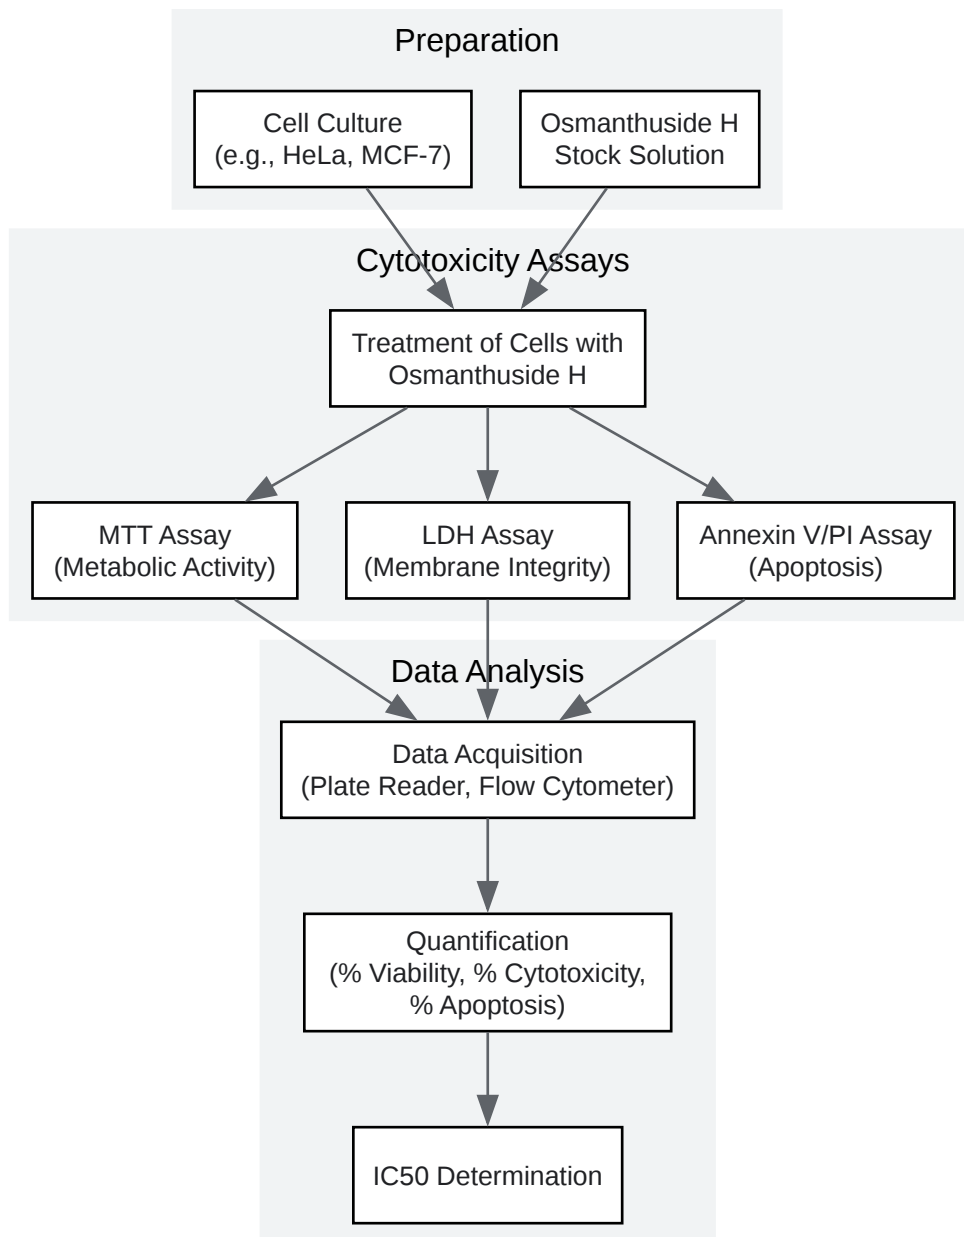 Preparation
Cell Culture
(e.g., HeLa, MCF-7)
Osmanthuside H
Stock Solution
Cytotoxicity Assays
Treatment of Cells with
Osmanthuside H
MTT Assay
(Metabolic Activity)
LDH Assay
(Membrane Integrity)
Annexin V/PI Assay
(Apoptosis)
Data Analysis
Data Acquisition
(Plate Reader, Flow Cytometer)
Quantification
(% Viability, % Cytotoxicity,
% Apoptosis)
IC50 Determination